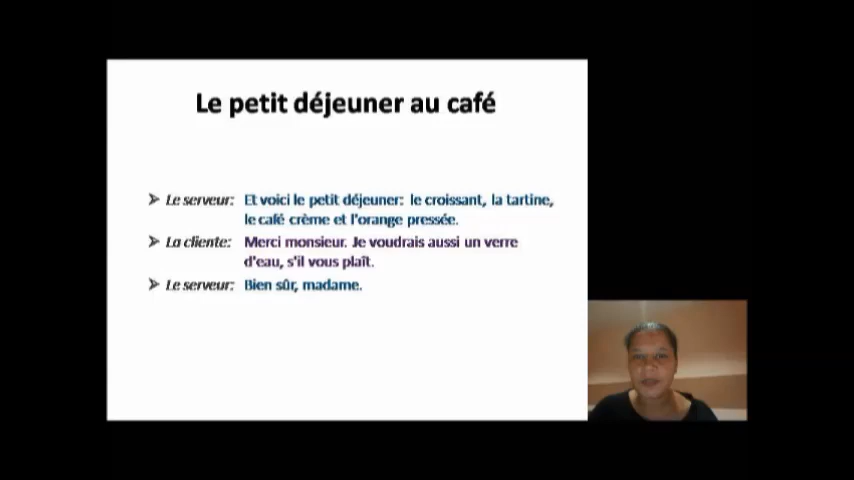 Le petit déjeuner au café
➢ Le serveur: Et voici le petit déjeuner: le croissant, la tartine,
le café crème et l'orange pressée.
➢ La cliente: Merci monsieur. Je voudrais aussi un verre
d'eau, s'il vous plaît.
➢ Le serveur: Bien sûr, madame.